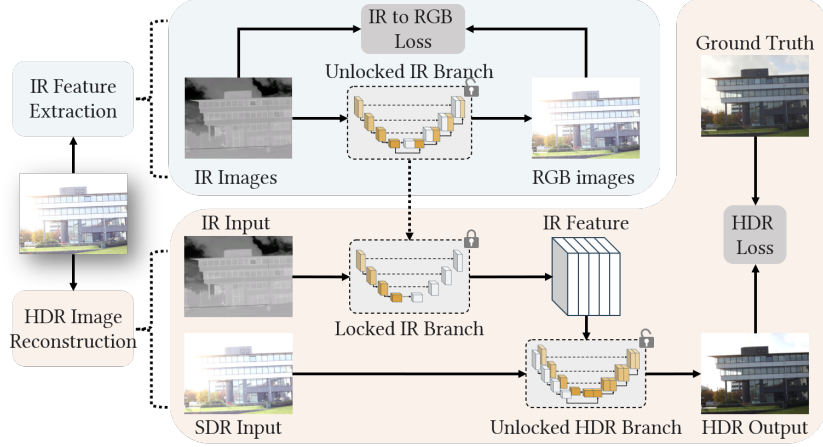 IR to RGB
Loss
Ground Truth
Unlocked IR Branch
IR Feature
Extraction
IR Images
RGB images
IR Input
IR Feature
HDR
Loss
HDR Image
Reconstruction
Locked IR Branch
SDR Input
Unlocked HDR Branch
HDR Output